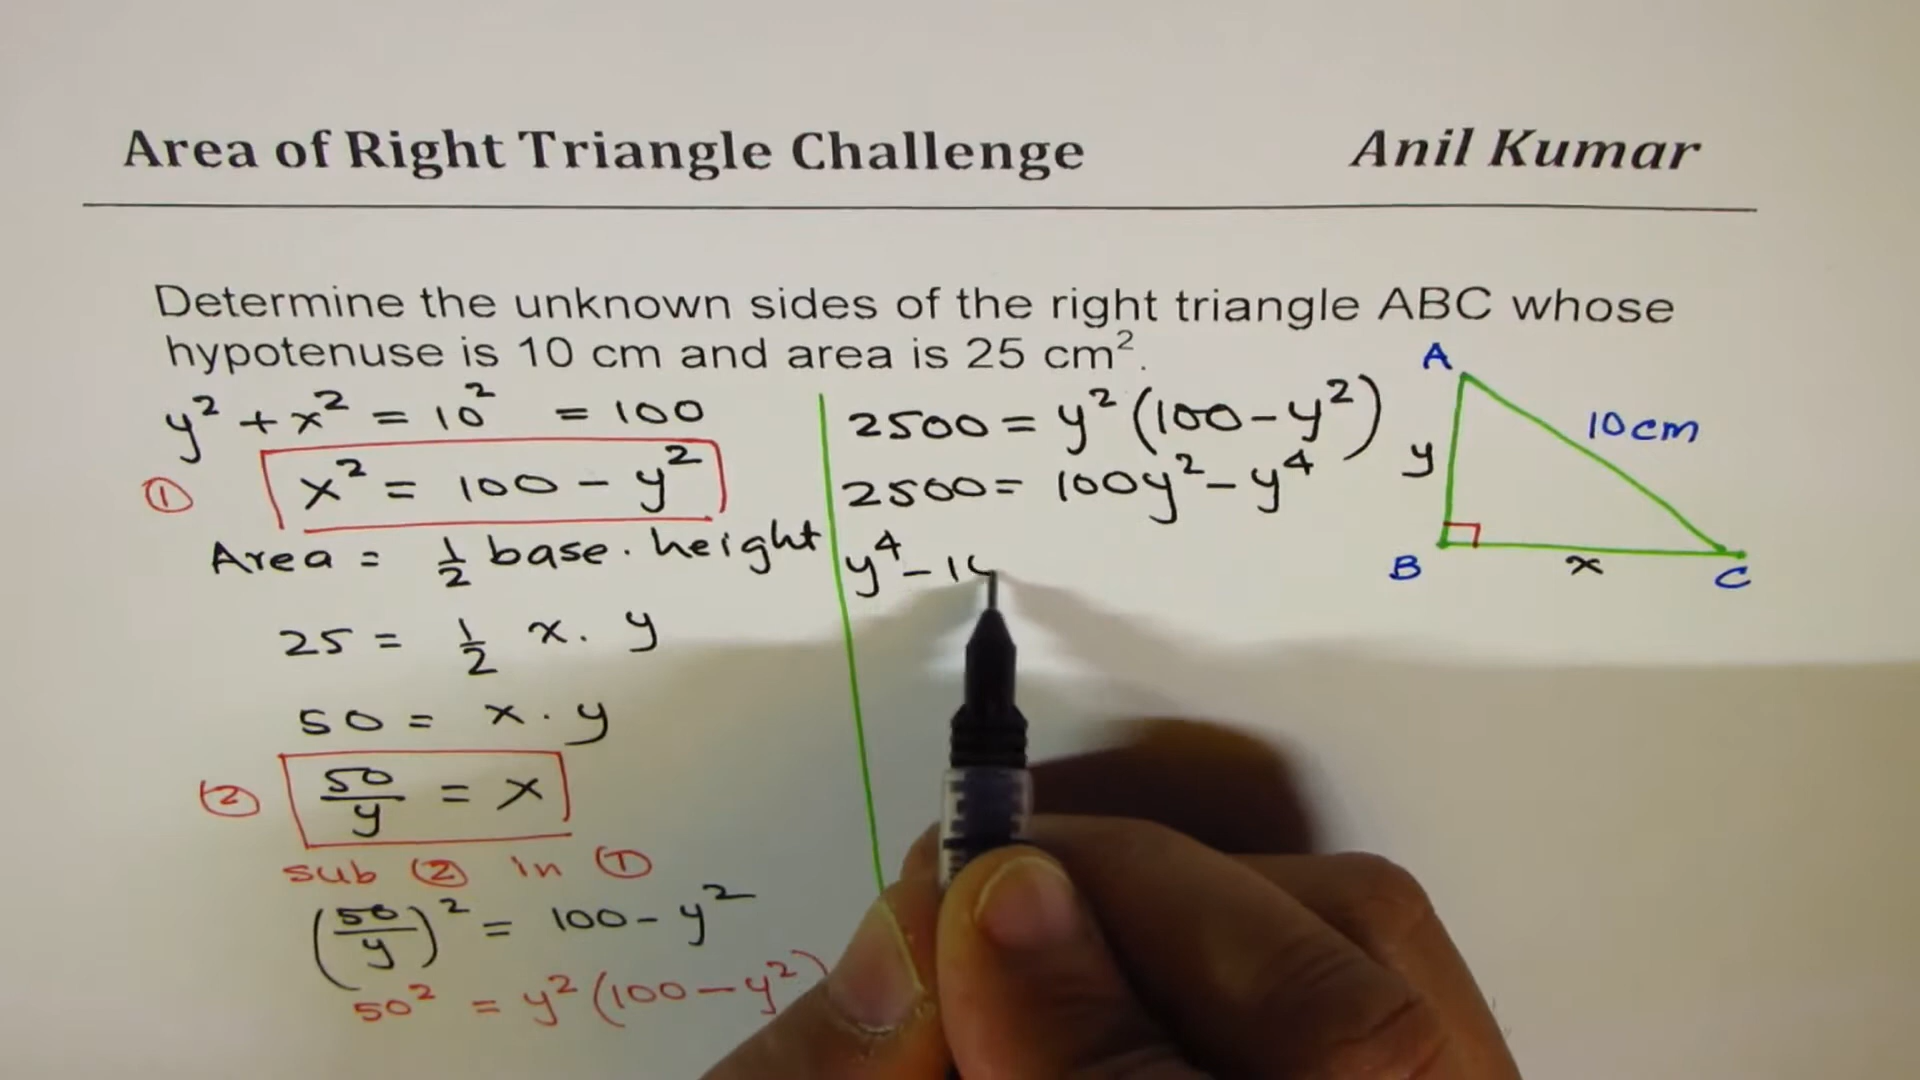 Area of Right Triangle Challenge Anil Kumar
Determine the unknown sides of the right triangle ABC whose
hypotenuse is 10 cm and area is 25 cm².
y² + x² = 10² = 100
① x² = 100 - y²
Area = 1/2 base . height
25 = 1/2 x . y
50 = x . y
② 50/y = x
sub ② in ①
(50/y)² = 100 - y²
50² = y² (100 - y²)
2500 = y² (100 - y²)
2500 = 100y² - y⁴
y⁴ - 10
A
10cm
y
B
x
C